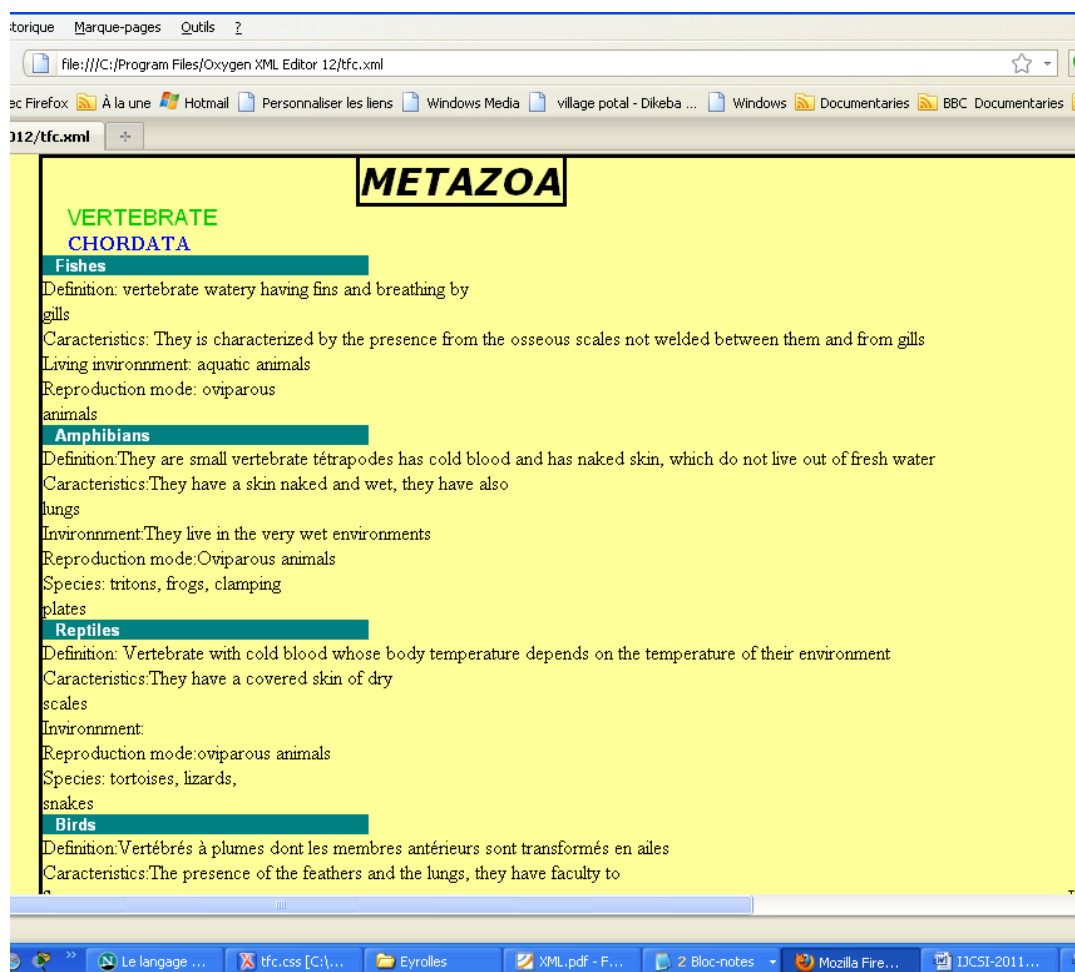 storique Marque-pages Outils ?
file:///C:/Program Files/Oxygen XML Editor 12/tfc.xml
ec Firefox À la une Hotmail Personnaliser les liens Windows Media village potal - Dikeba ... Windows Documentaries BBC Documentaries
012/tfc.xml
METAZOA
VERTEBRATE
CHORDATA
Fishes
Definition: vertebrate watery having fins and breathing by
gills
Caracteristics: They is characterized by the presence from the osseous scales not welded between them and from gills
Living invironnment: aquatic animals
Reproduction mode: oviparous
animals
Amphibians
Definition:They are small vertebrate tétrapodes has cold blood and has naked skin, which do not live out of fresh water
Caracteristics:They have a skin naked and wet, they have also
lungs
Invironnment:They live in the very wet environments
Reproduction mode:Oviparous animals
Species: tritons, frogs, clamping
plates
Reptiles
Definition: Vertebrate with cold blood whose body temperature depends on the temperature of their environment
Caracteristics:They have a covered skin of dry
scales
Invironnment:
Reproduction mode:oviparous animals
Species: tortoises, lizards,
snakes
Birds
Definition:Vertébrés à plumes dont les membres antérieurs sont transformés en ailes
Caracteristics:The presence of the feathers and the lungs, they have faculty to
Le langage ... tfc.css [C:\... Eyrolles XML.pdf - F... 2 Bloc-notes Mozilla Fire... IJCSI-2011...